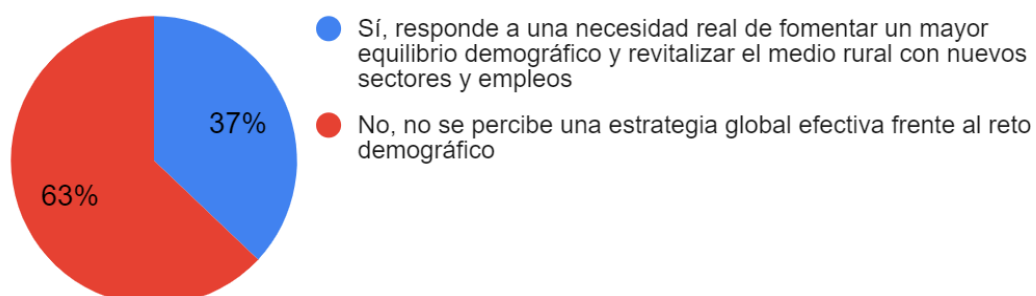 Sí, responde a una necesidad real de fomentar un mayor
equilibrio demográfico y revitalizar el medio rural con nuevos
sectores y empleos
37%
No, no se percibe una estrategia global efectiva frente al reto
demográfico
63%